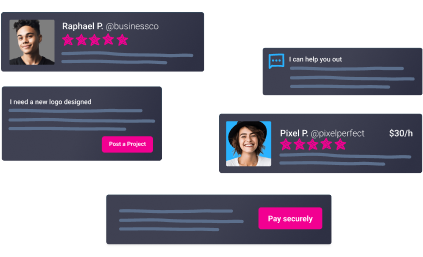 Raphael P. @businessco
I can help you out
I need a new logo designed
Post a Project
Pixel P. @pixelperfect $30/h
Pay securely